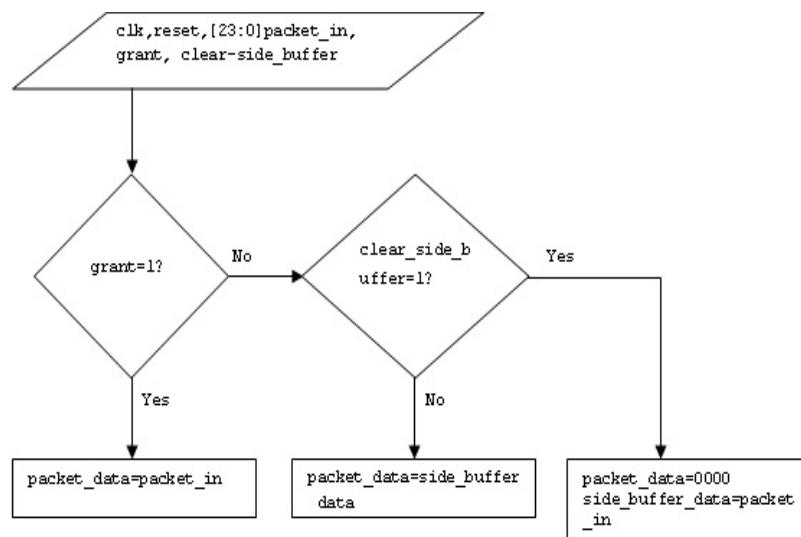 clk,reset,[23:0]packet_in,
grant, clear-side_buffer
grant=1?
No
clear_side_b
uffer=1?
Yes
Yes
No
packet_data=packet_in
packet_data=side_buffer
data
packet_data=0000
side_buffer_data=packet
_in